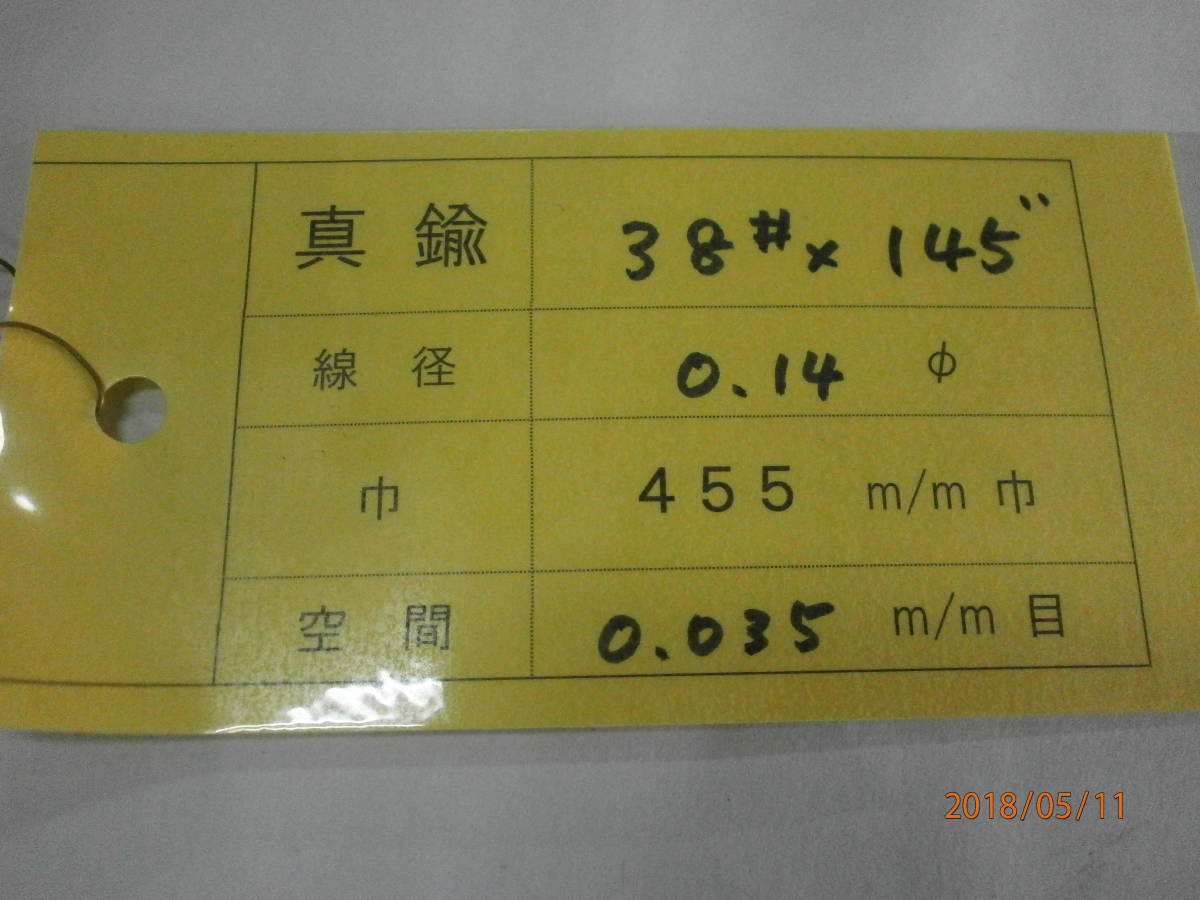 真鍮 38#x 145"
線径 0.14 φ
巾 455 m/m 巾
空間 0.035 m/m 目
2018/05/11